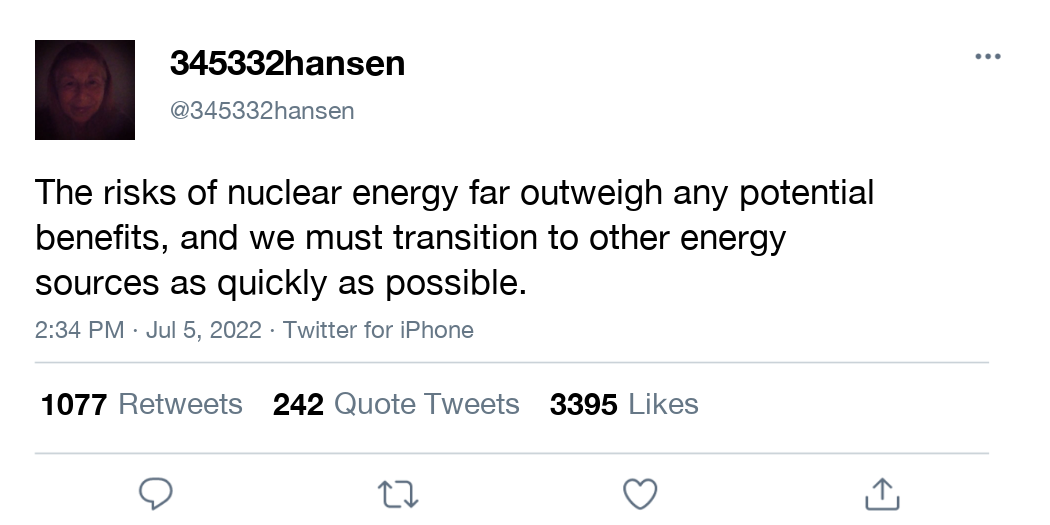 345332hansen
@345332hansen
The risks of nuclear energy far outweigh any potential
benefits, and we must transition to other energy
sources as quickly as possible.
2:34 PM · Jul 5, 2022 · Twitter for iPhone
1077 Retweets 242 Quote Tweets 3395 Likes